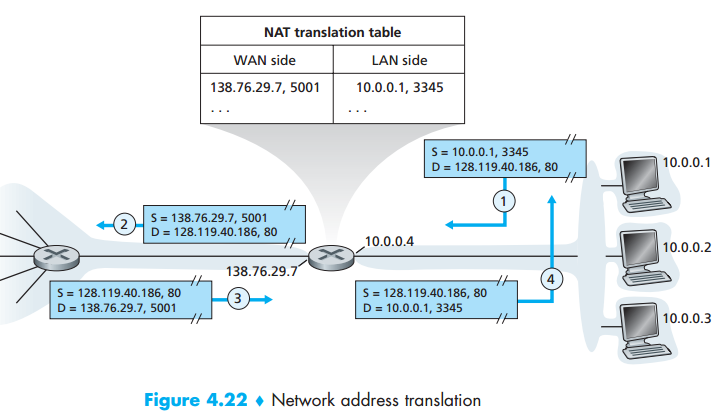 NAT translation table
WAN side LAN side
138.76.29.7, 5001 10.0.0.1, 3345
. . . . . .
S = 10.0.0.1, 3345
D = 128.119.40.186, 80
10.0.0.1
1
S = 138.76.29.7, 5001
D = 128.119.40.186, 80
2
10.0.0.4
10.0.0.2
138.76.29.7
S = 128.119.40.186, 80
D = 138.76.29.7, 5001
3
S = 128.119.40.186, 80
D = 10.0.0.1, 3345
4
10.0.0.3
Figure 4.22 ♦ Network address translation